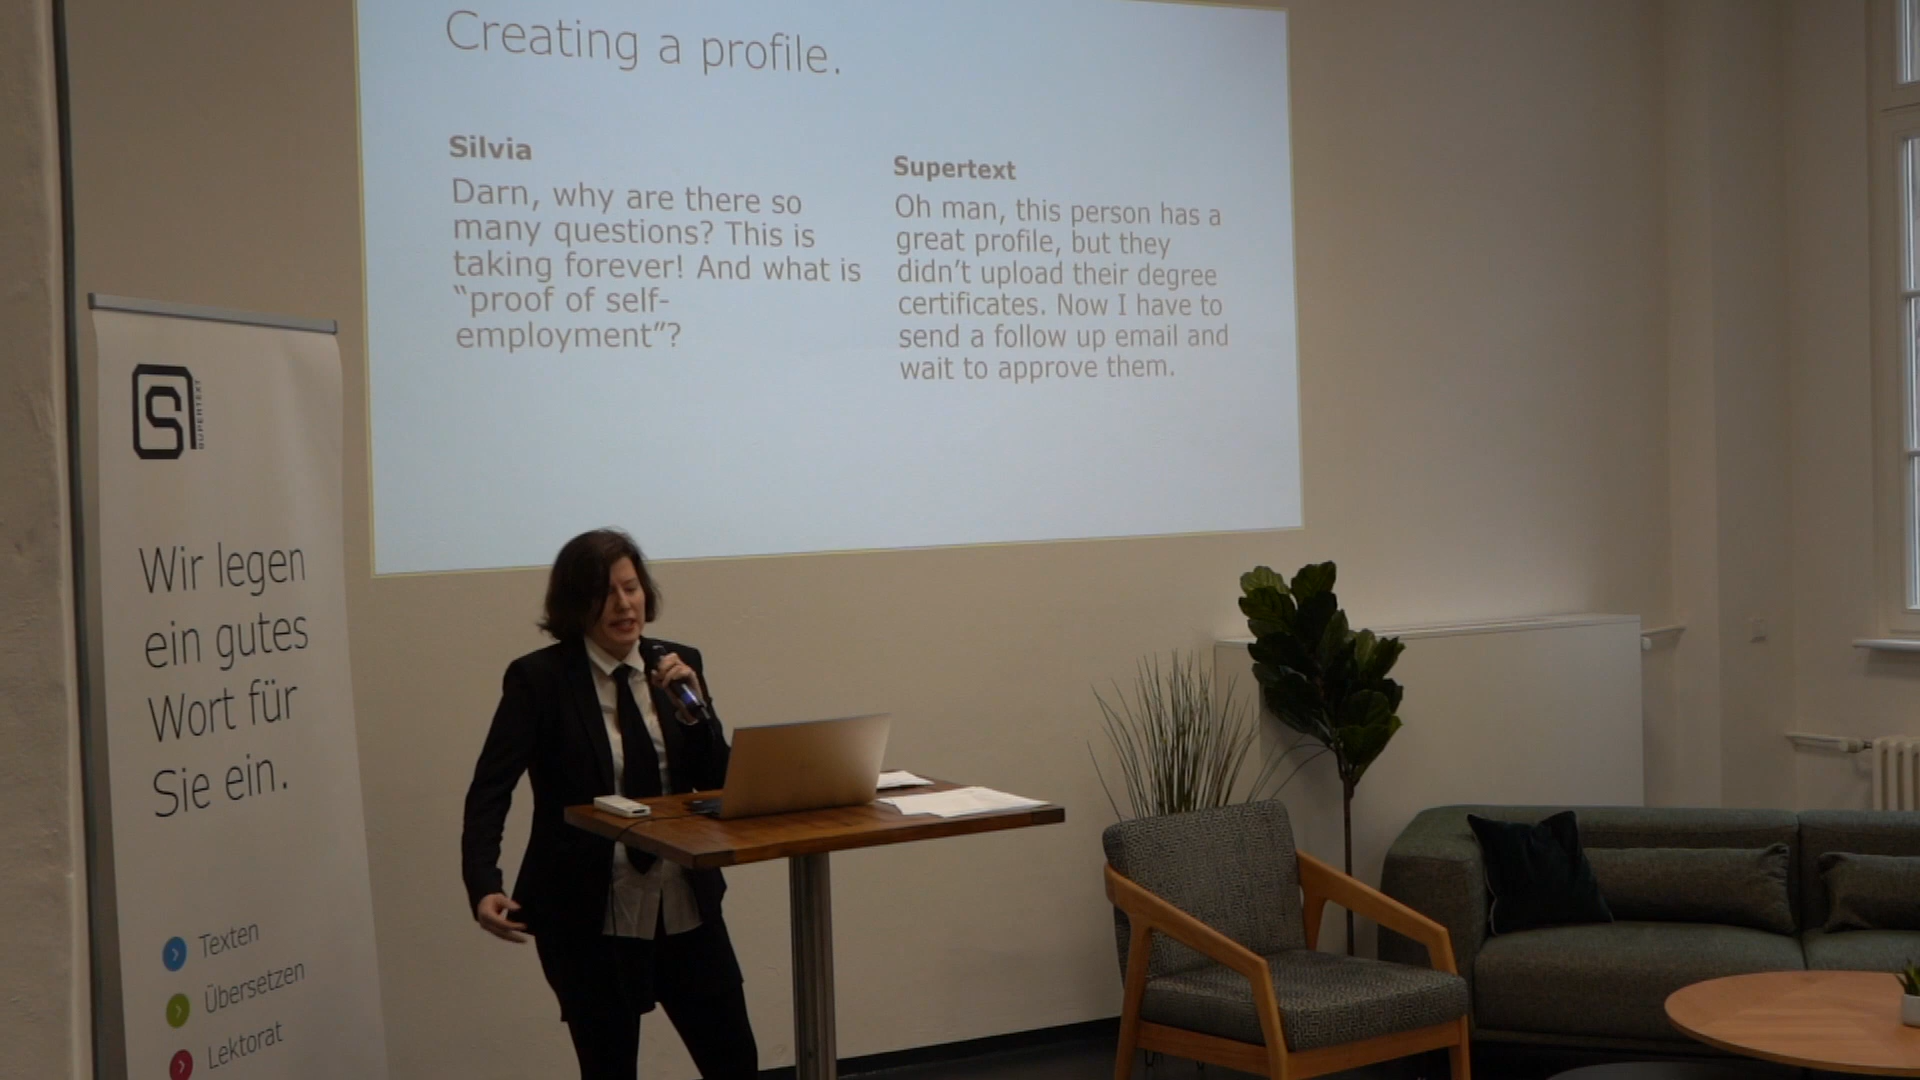 Creating a profile.
Silvia
Darn, why are there so
many questions? This is
taking forever! And what is
“proof of self-
employment”?
Supertext
Oh man, this person has a
great profile, but they
didn’t upload their degree
certificates. Now I have to
send a follow up email and
wait to approve them.
S
SUPERTEXT
Wir legen
ein gutes
Wort für
Sie ein.
Texten
Übersetzen
Lektorat